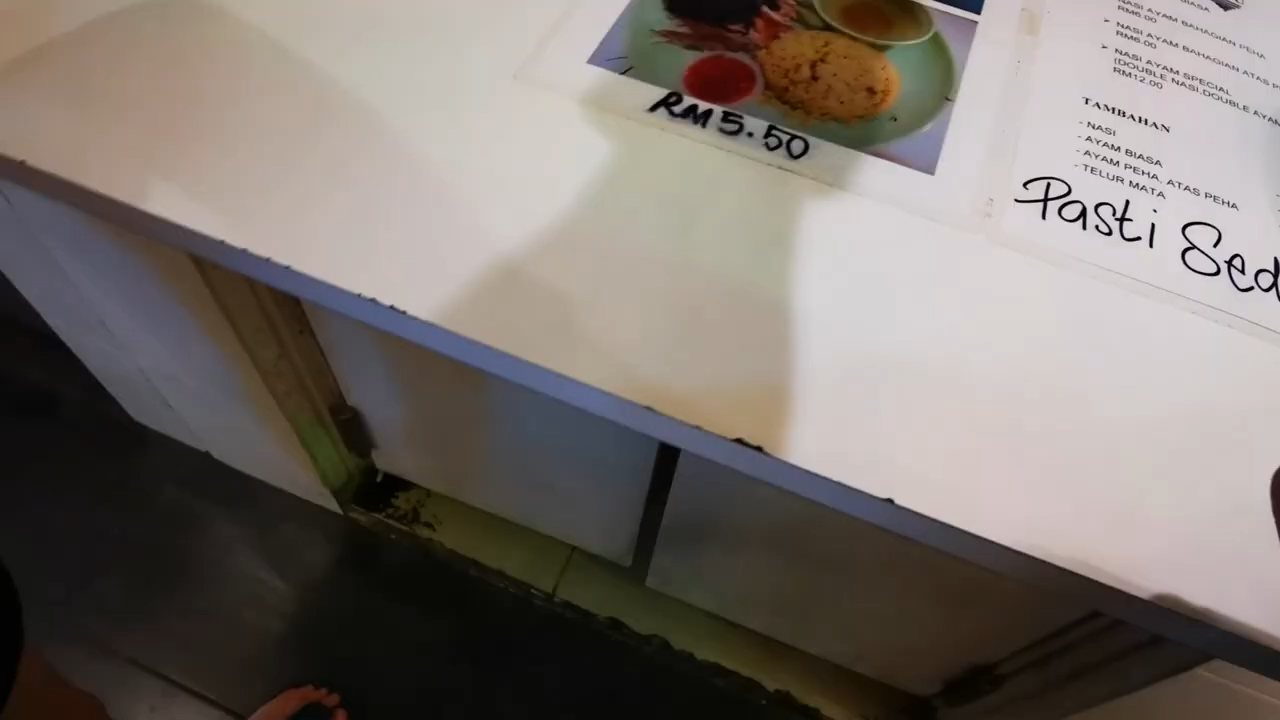 RM5.50
BIASA
NASI AYAM BAHAGIAN PEHA
RM6.00
NASI AYAM BAHAGIAN ATAS
RM6.00
NASI AYAM SPECIAL
(DOUBLE NASI.DOUBLE AYAM
RM12.00
TAMBAHAN
- NASI
- AYAM BIASA
- AYAM PEHA, ATAS PEHA
- TELUR MATA
Pasti Sed